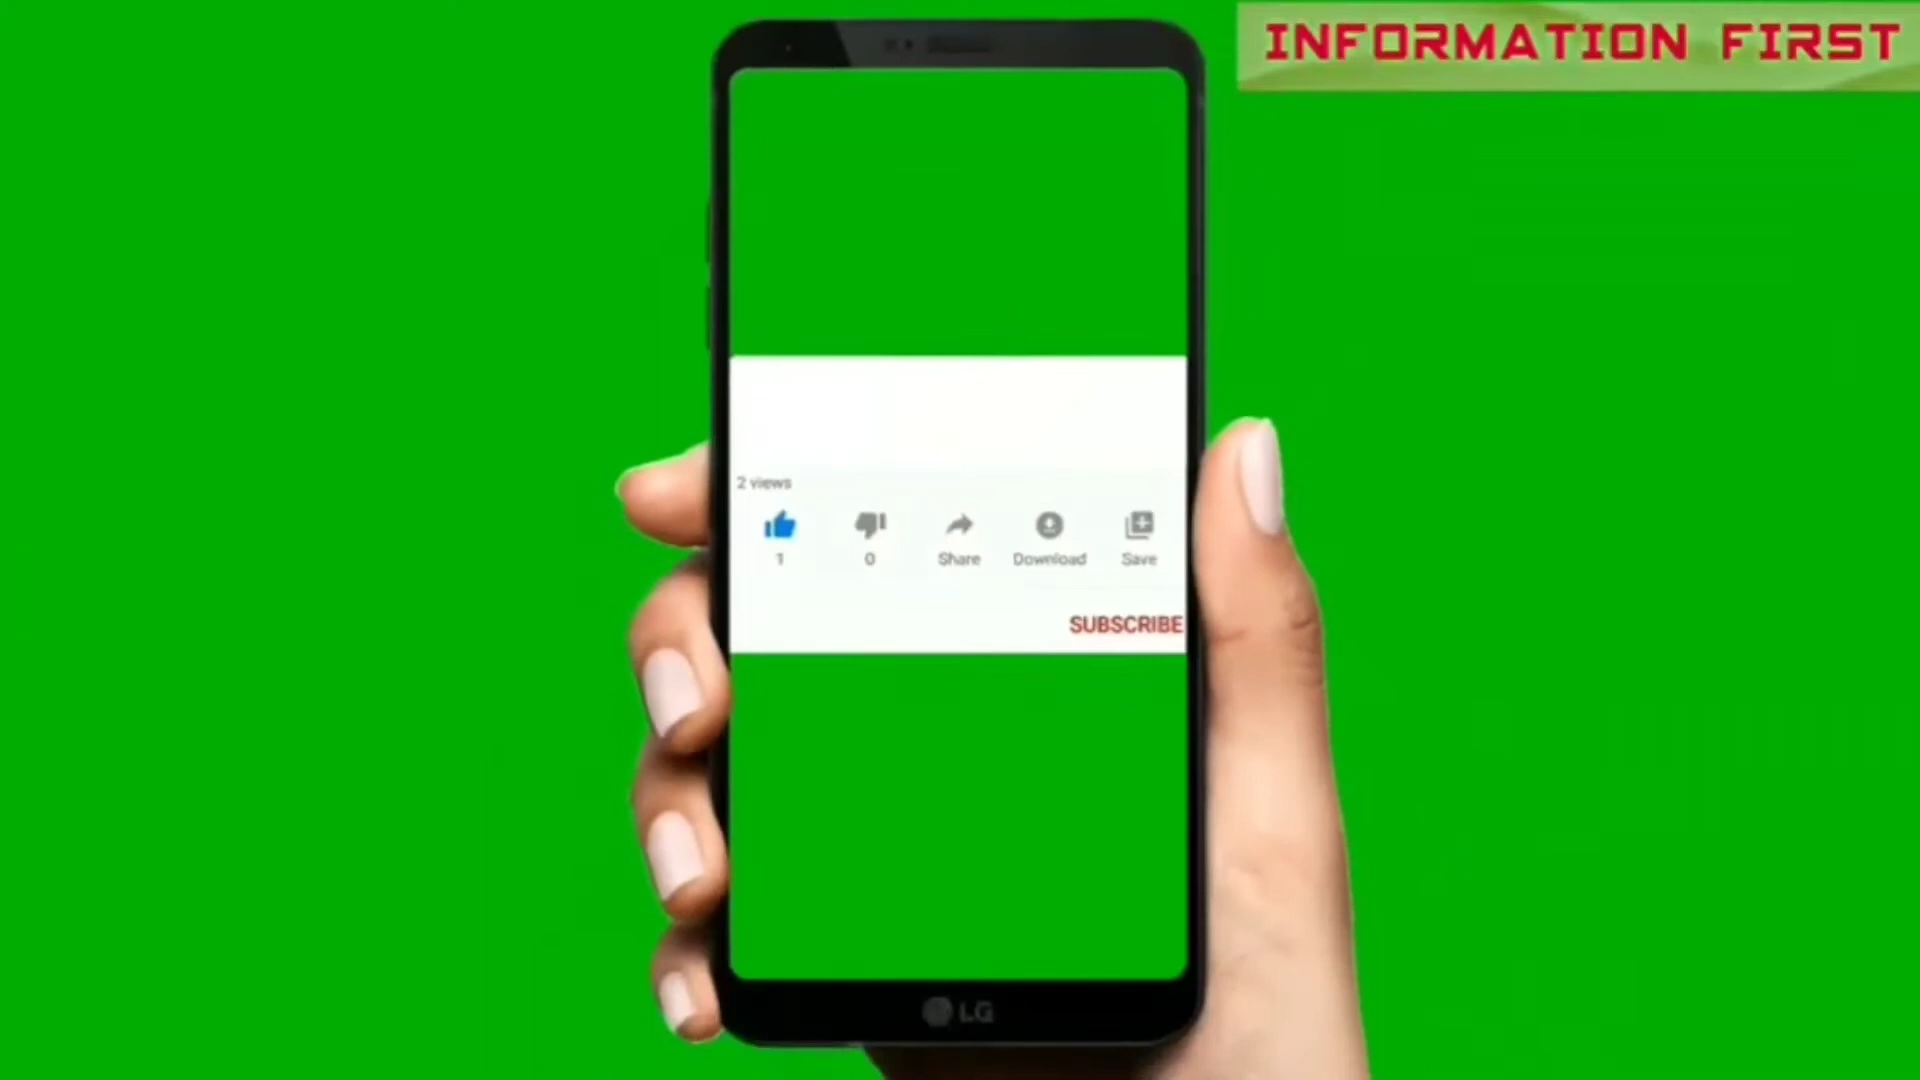 INFORMATION FIRST
2 views
1 0 Share Download Save
SUBSCRIBE
LG